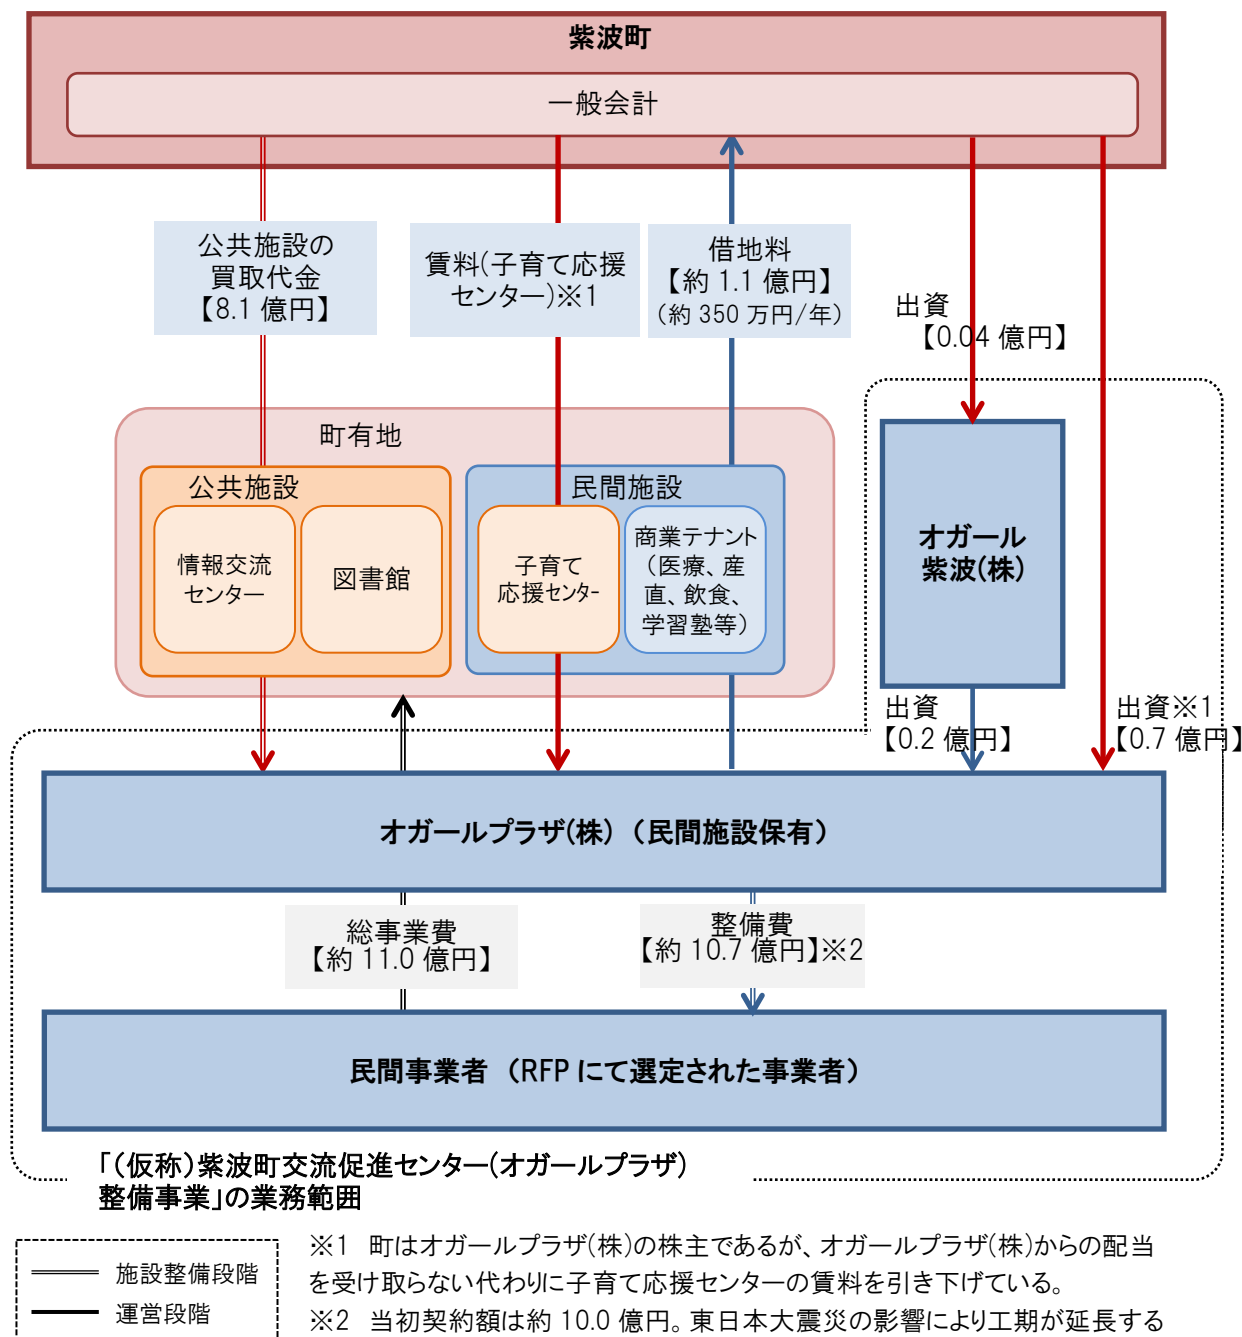 紫波町
一般会計
公共施設の
買取代金
【8.1 億円】
賃料(子育て応援
センター)※1
借地料
【約 1.1 億円】
(約 350 万円/年)
出資
【0.04 億円】
町有地
公共施設
民間施設
情報交流
センター
図書館
子育て
応援センター
商業テナント
(医療、産
直、飲食、
学習塾等)
オガール
紫波(株)
出資
【0.2 億円】
出資※1
【0.7 億円】
オガールプラザ(株) (民間施設保有)
総事業費
【約 11.0 億円】
整備費
【約 10.7 億円】※2
民間事業者 (RFP にて選定された事業者)
「(仮称)紫波町交流促進センター(オガールプラザ)
整備事業」の業務範囲
施設整備段階
運営段階
※1 町はオガールプラザ(株)の株主であるが、オガールプラザ(株)からの配当
を受け取らない代わりに子育て応援センターの賃料を引き下げている。
※2 当初契約額は約 10.0 億円。東日本大震災の影響により工期が延長する